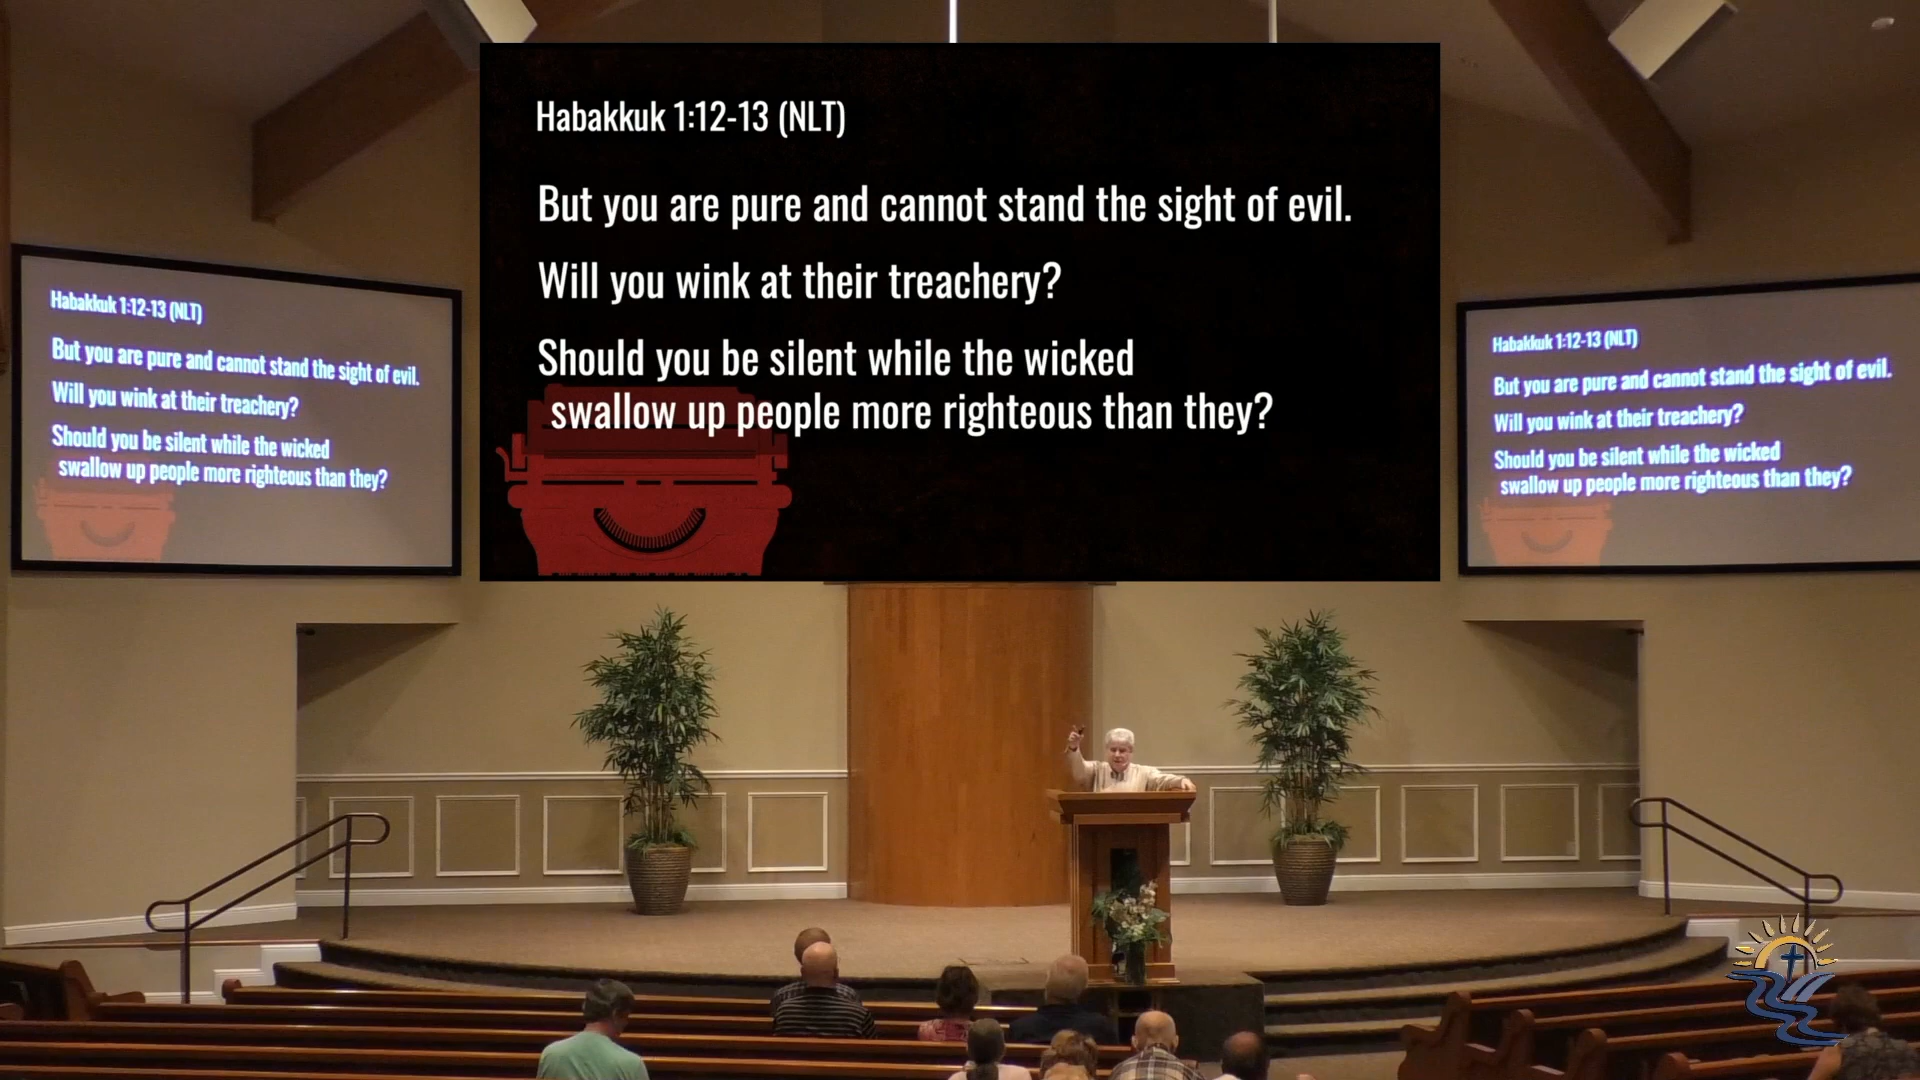 Habakkuk 1:12-13 (NLT)
But you are pure and cannot stand the sight of evil.
Will you wink at their treachery?
Should you be silent while the wicked
swallow up people more righteous than they?
Habakkuk 1:12-13 (NLT)
But you are pure and cannot stand the sight of evil.
Will you wink at their treachery?
Should you be silent while the wicked
swallow up people more righteous than they?
Habakkuk 1:12-13 (NLT)
But you are pure and cannot stand the sight of evil.
Will you wink at their treachery?
Should you be silent while the wicked
swallow up people more righteous than they?